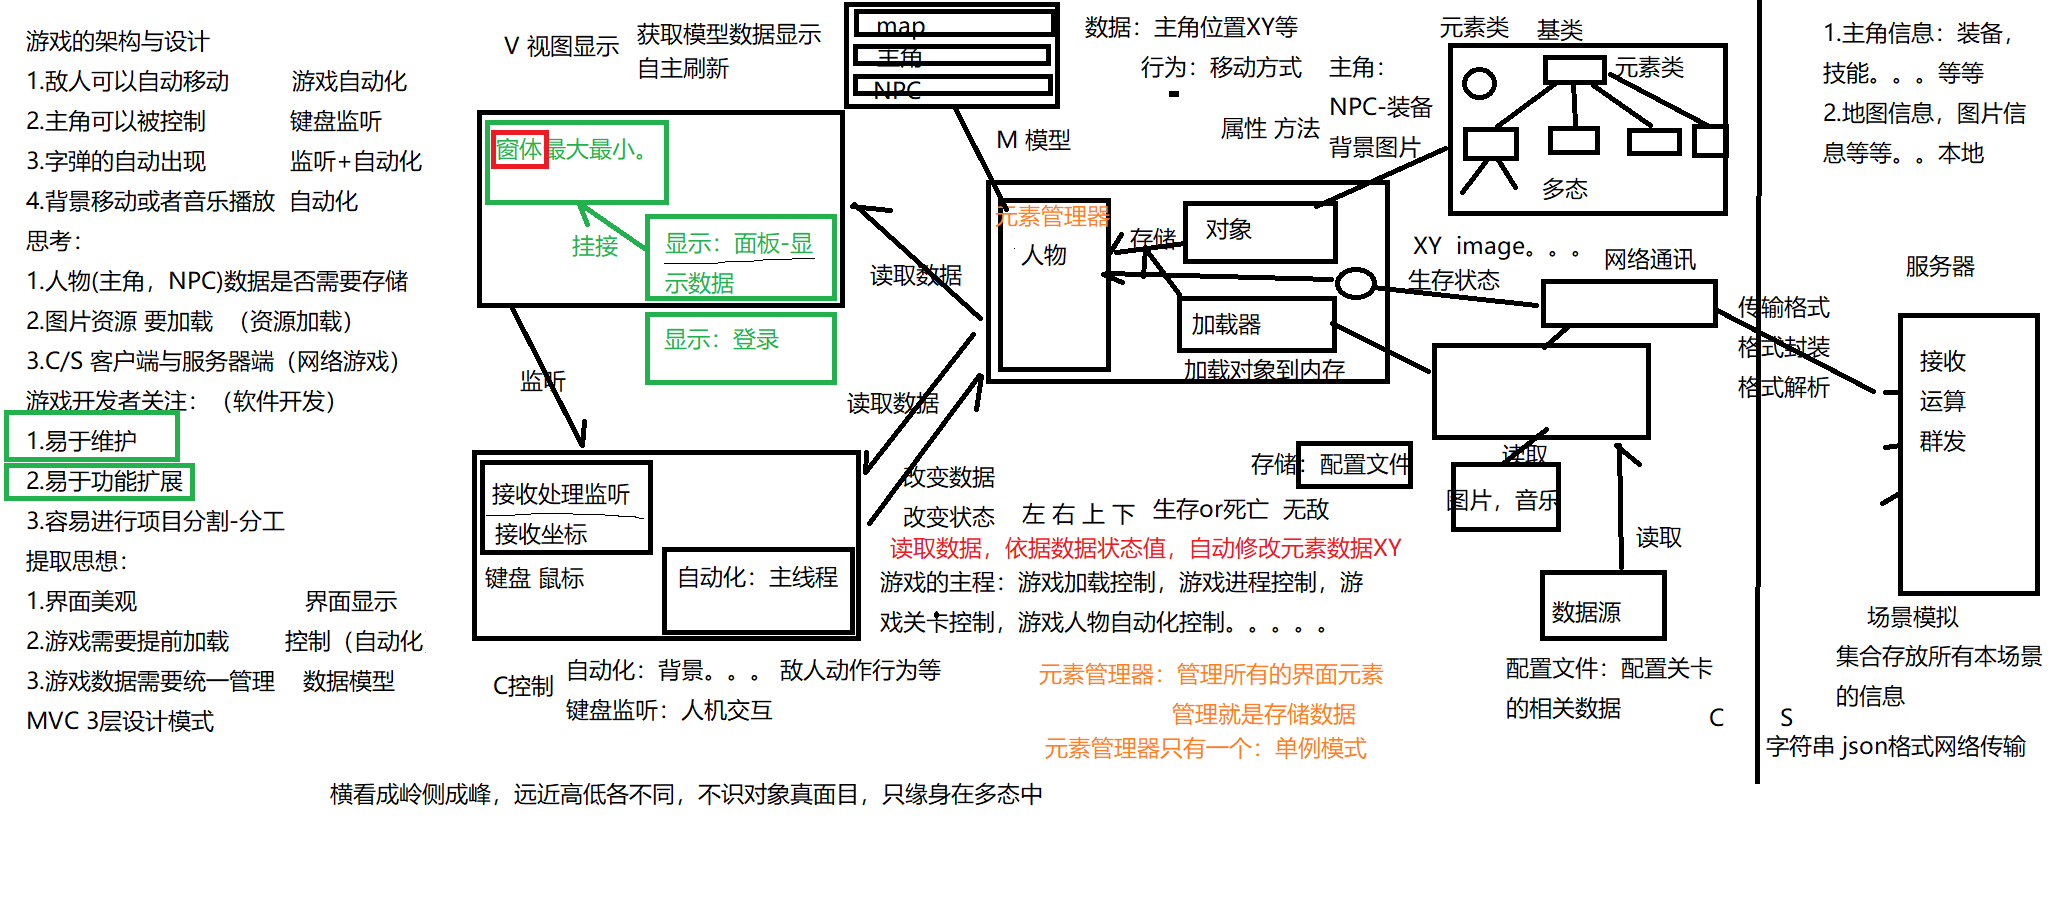 游戏的架构与设计
1.敌人可以自动移动 游戏自动化
2.主角可以被控制 键盘监听
3.字弹的自动出现 监听+自动化
4.背景移动或者音乐播放 自动化
思考：
1.人物(主角，NPC)数据是否需要存储
2.图片资源 要加载 （资源加载）
3.C/S 客户端与服务器端（网络游戏）
游戏开发者关注：（软件开发）
1.易于维护
2.易于功能扩展
3.容易进行项目分割-分工
提取思想：
1.界面美观 界面显示
2.游戏需要提前加载 控制（自动化
3.游戏数据需要统一管理 数据模型
MVC 3层设计模式
V 视图显示
获取模型数据显示
自主刷新
窗体最大最小。
挂接
显示：面板-显
示数据
显示：登录
监听
读取数据
读取数据
接收处理监听
接收坐标
键盘 鼠标
自动化：主线程
C控制
自动化：背景。。。 敌人动作行为等
键盘监听：人机交互
map
主角
NPC
M 模型
数据：主角位置XY等
行为：移动方式
属性 方法
主角：
NPC-装备
背景图片
元素管理器
人物
存储
对象
加载器
加载对象到内存
元素类
基类
元素类
多态
XY image。。。
生存状态
网络通讯
存储：配置文件
读取
图片，音乐
读取
数据源
配置文件：配置关卡
的相关数据
改变数据
改变状态
左 右 上 下
生存or死亡 无敌
读取数据，依据数据状态值，自动修改元素数据XY
游戏的主程：游戏加载控制，游戏进程控制，游
戏关卡控制，游戏人物自动化控制。。。。。
元素管理器：管理所有的界面元素
管理就是存储数据
元素管理器只有一个：单例模式
C
S
1.主角信息：装备，
技能。。。等等
2.地图信息，图片信
息等等。。本地
服务器
传输格式
格式封装
格式解析
接收
运算
群发
场景模拟
集合存放所有本场景
的信息
字符串 json格式网络传输
横看成岭侧成峰，远近高低各不同，不识对象真面目，只缘身在多态中